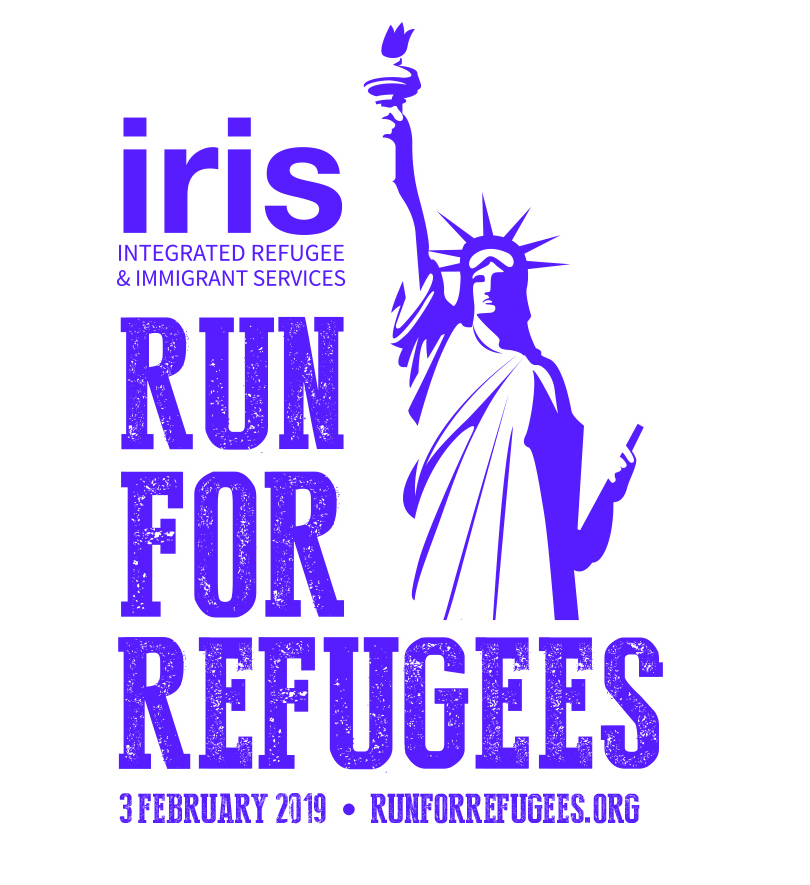 iris
INTEGRATED REFUGEE
& IMMIGRANT SERVICES
RUN
FOR
REFUGEES
3 FEBRUARY 2019 • RUNFORREFUGEES.ORG